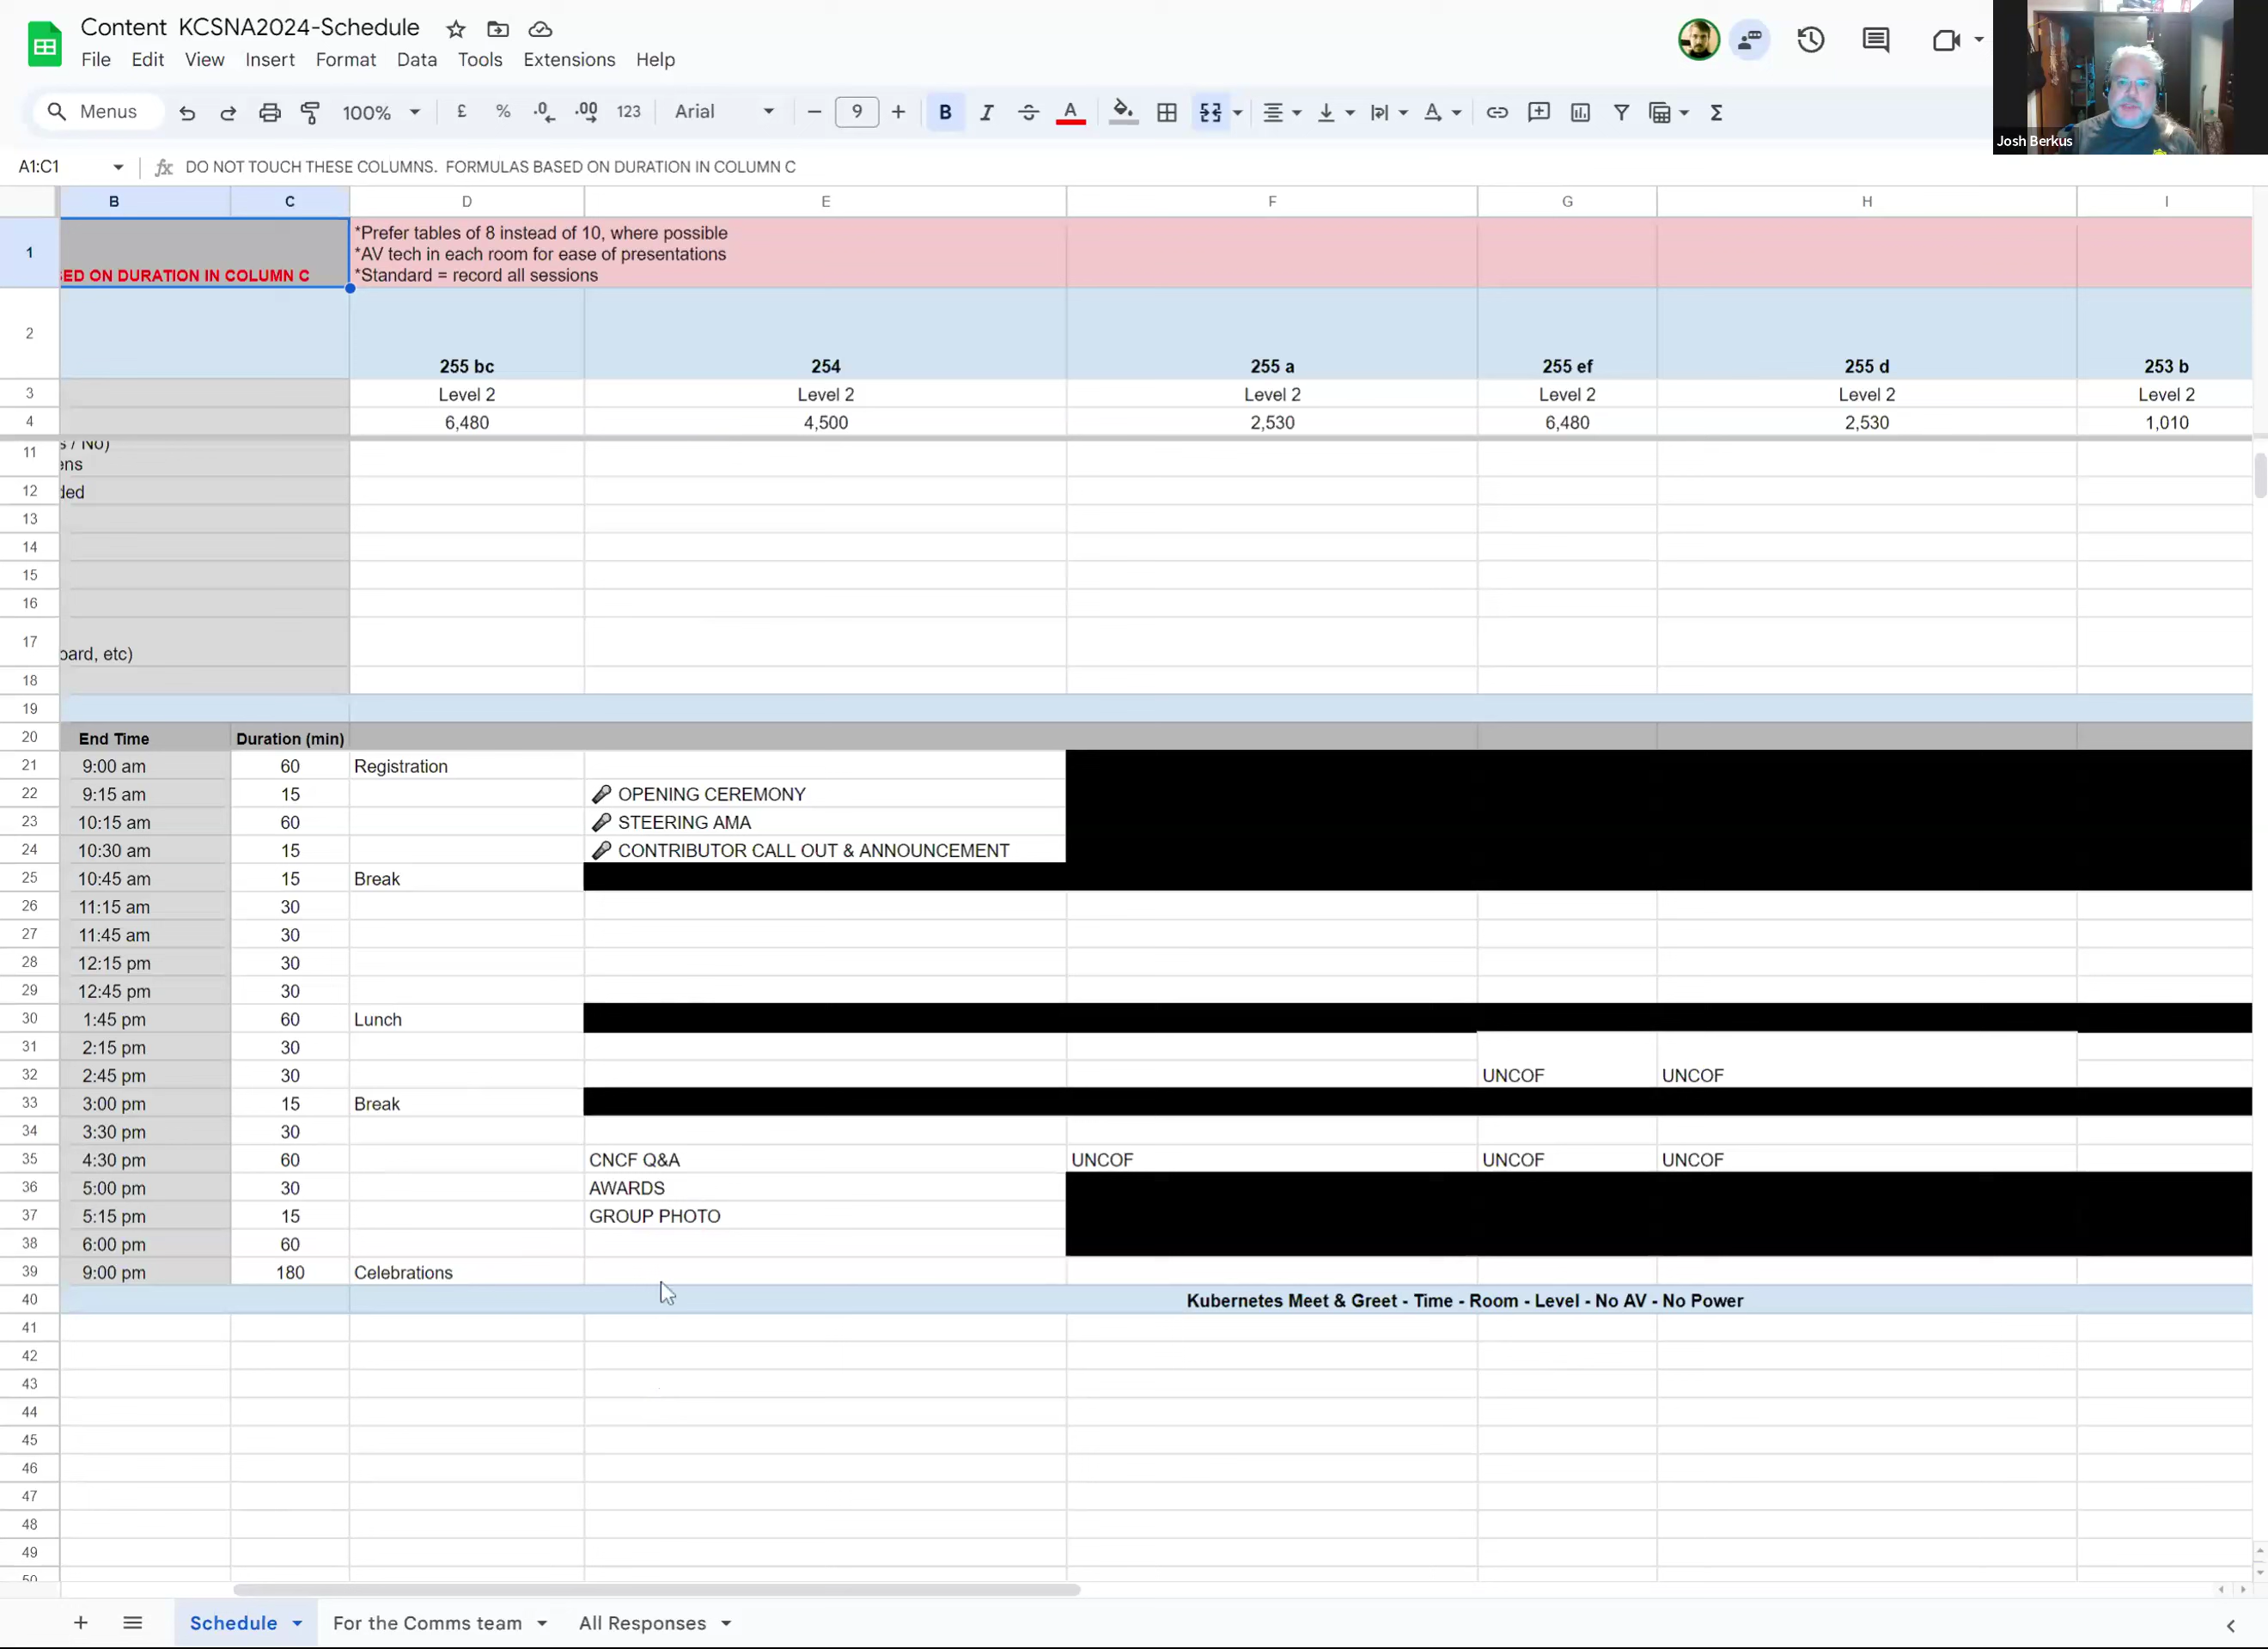 Content KCSNA2024-Schedule
File Edit View Insert Format Data Tools Extensions Help
Menus 100% £ % .0 .00 123 Arial 9 B I A Σ
Josh Berkus
A1:C1 fx DO NOT TOUCH THESE COLUMNS. FORMULAS BASED ON DURATION IN COLUMN C
B C D E F G H I
1 ED ON DURATION IN COLUMN C
*Prefer tables of 8 instead of 10, where possible
*AV tech in each room for ease of presentations
*Standard = record all sessions
2 255 bc 254 255 a 255 ef 255 d 253 b
3 Level 2 Level 2 Level 2 Level 2 Level 2 Level 2
4 6,480 4,500 2,530 6,480 2,530 1,010
11 s / No)
ens
12 ded
13
14
15
16
17 oard, etc)
18
19
20 End Time Duration (min)
21 9:00 am 60 Registration
22 9:15 am 15 🎤 OPENING CEREMONY
23 10:15 am 60 🎤 STEERING AMA
24 10:30 am 15 🎤 CONTRIBUTOR CALL OUT & ANNOUNCEMENT
25 10:45 am 15 Break
26 11:15 am 30
27 11:45 am 30
28 12:15 pm 30
29 12:45 pm 30
30 1:45 pm 60 Lunch
31 2:15 pm 30
32 2:45 pm 30 UNCOF UNCOF
33 3:00 pm 15 Break
34 3:30 pm 30
35 4:30 pm 60 CNCF Q&A UNCOF UNCOF UNCOF
36 5:00 pm 30 AWARDS
37 5:15 pm 15 GROUP PHOTO
38 6:00 pm 60
39 9:00 pm 180 Celebrations
40 Kubernetes Meet & Greet - Time - Room - Level - No AV - No Power
41
42
43
44
45
46
47
48
49
50
Schedule For the Comms team All Responses